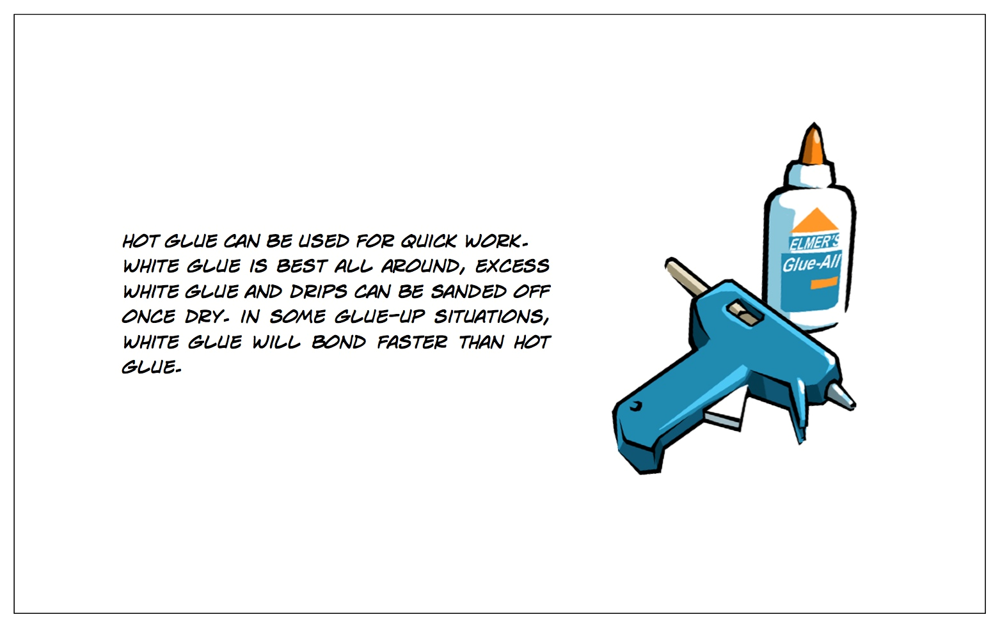 HOT GLUE CAN BE USED FOR QUICK WORK.
WHITE GLUE IS BEST ALL AROUND, EXCESS
WHITE GLUE AND DRIPS CAN BE SANDED OFF
ONCE DRY. IN SOME GLUE-UP SITUATIONS,
WHITE GLUE WILL BOND FASTER THAN HOT
GLUE.
ELMER'S
Glue-All